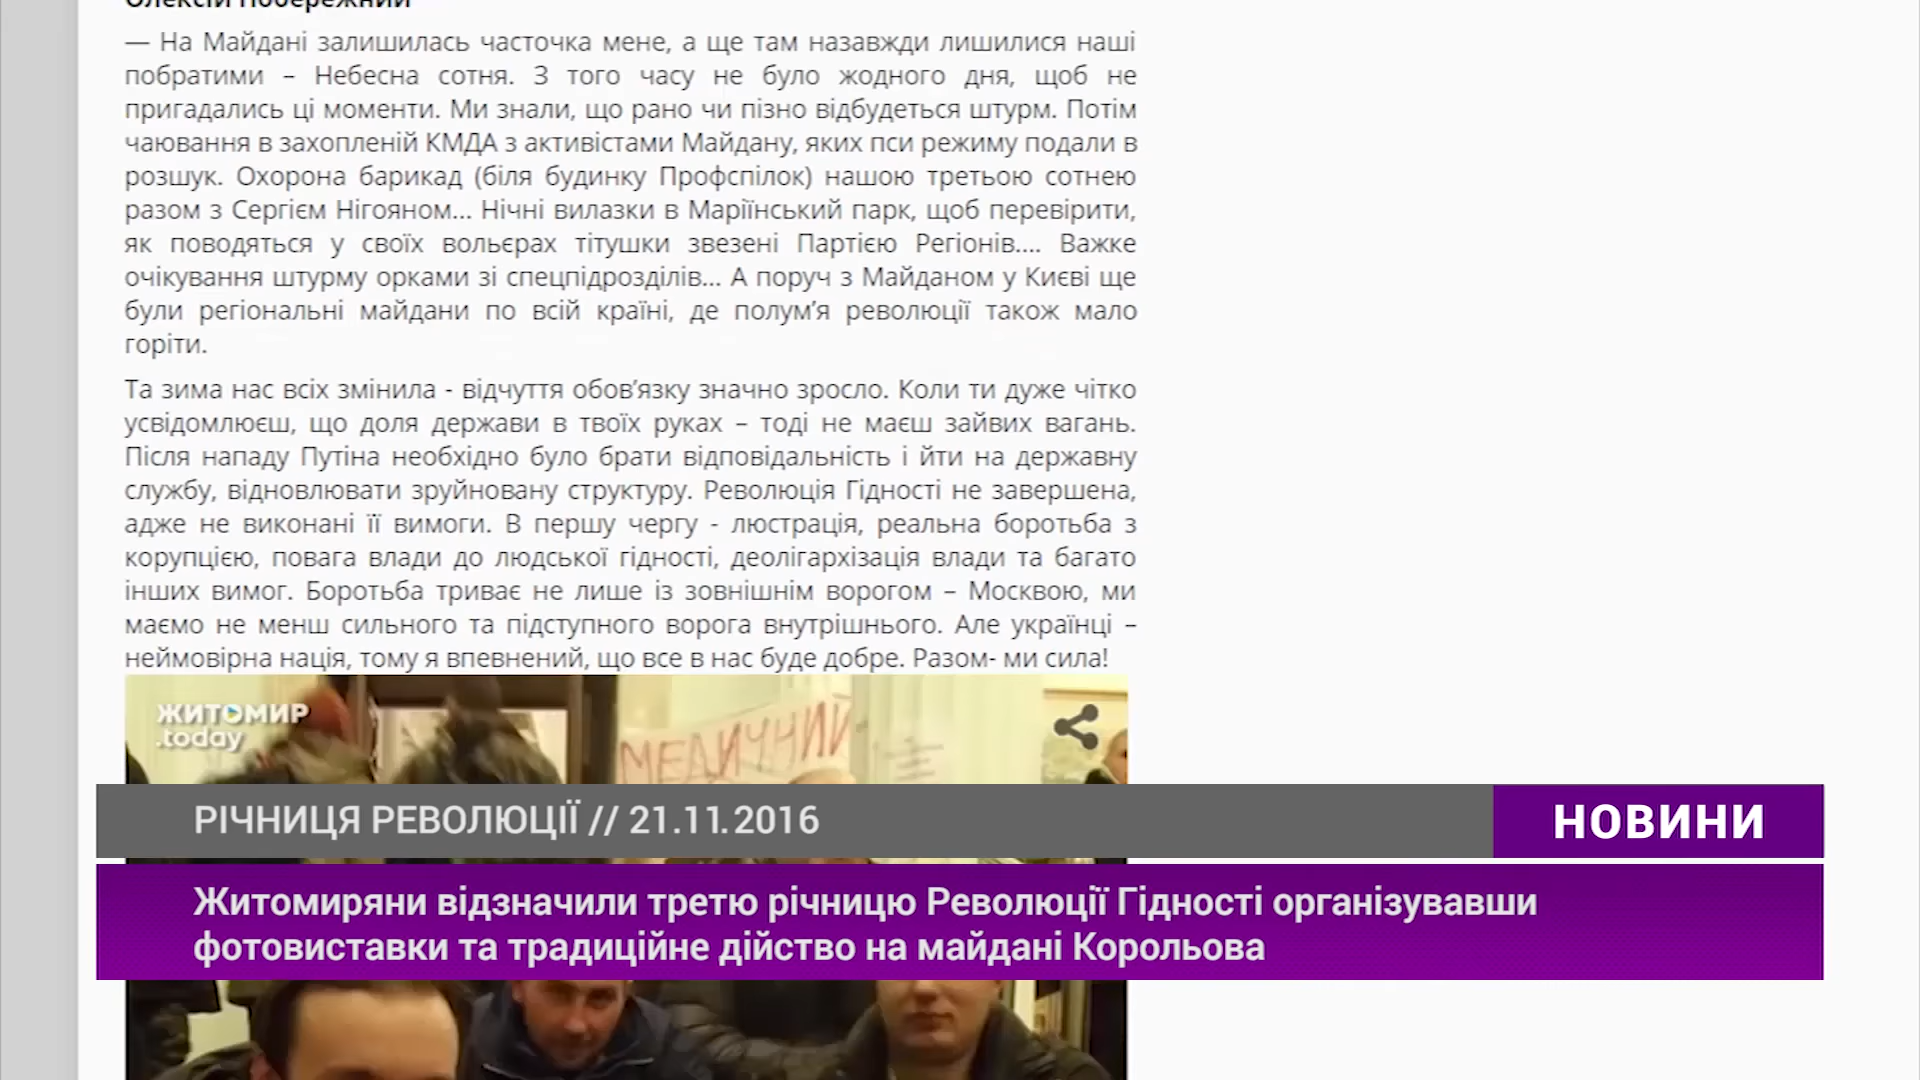 Олексій Побережний
— На Майдані залишилась часточка мене, а ще там назавжди лишилися наші
побратими – Небесна сотня. З того часу не було жодного дня, щоб не
пригадались ці моменти. Ми знали, що рано чи пізно відбудеться штурм. Потім
чаювання в захопленій КМДА з активістами Майдану, яких пси режиму подали в
розшук. Охорона барикад (біля будинку Профспілок) нашою третьою сотнею
разом з Сергієм Нігояном... Нічні вилазки в Маріїнський парк, щоб перевірити,
як поводяться у своїх вольєрах тітушки звезені Партією Регіонів.... Важке
очікування штурму орками зі спецпідрозділів... А поруч з Майданом у Києві ще
були регіональні майдани по всій країні, де полум’я революції також мало
горіти.
Та зима нас всіх змінила - відчуття обов’язку значно зросло. Коли ти дуже чітко
усвідомлюєш, що доля держави в твоїх руках – тоді не маєш зайвих вагань.
Після нападу Путіна необхідно було брати відповідальність і йти на державну
службу, відновлювати зруйновану структуру. Революція Гідності не завершена,
адже не виконані її вимоги. В першу чергу - люстрація, реальна боротьба з
корупцією, повага влади до людської гідності, деолігархізація влади та багато
інших вимог. Боротьба триває не лише із зовнішнім ворогом – Москвою, ми
маємо не менш сильного та підступного ворога внутрішнього. Але українці –
неймовірна нація, тому я впевнений, що все в нас буде добре. Разом- ми сила!
ЖИТОМИР
.today
МЕДИЧНИЙ
РІЧНИЦЯ РЕВОЛЮЦІЇ // 21.11.2016
НОВИНИ
Житомиряни відзначили третю річницю Революції Гідності організувавши
фотовиставки та традиційне дійство на майдані Корольова